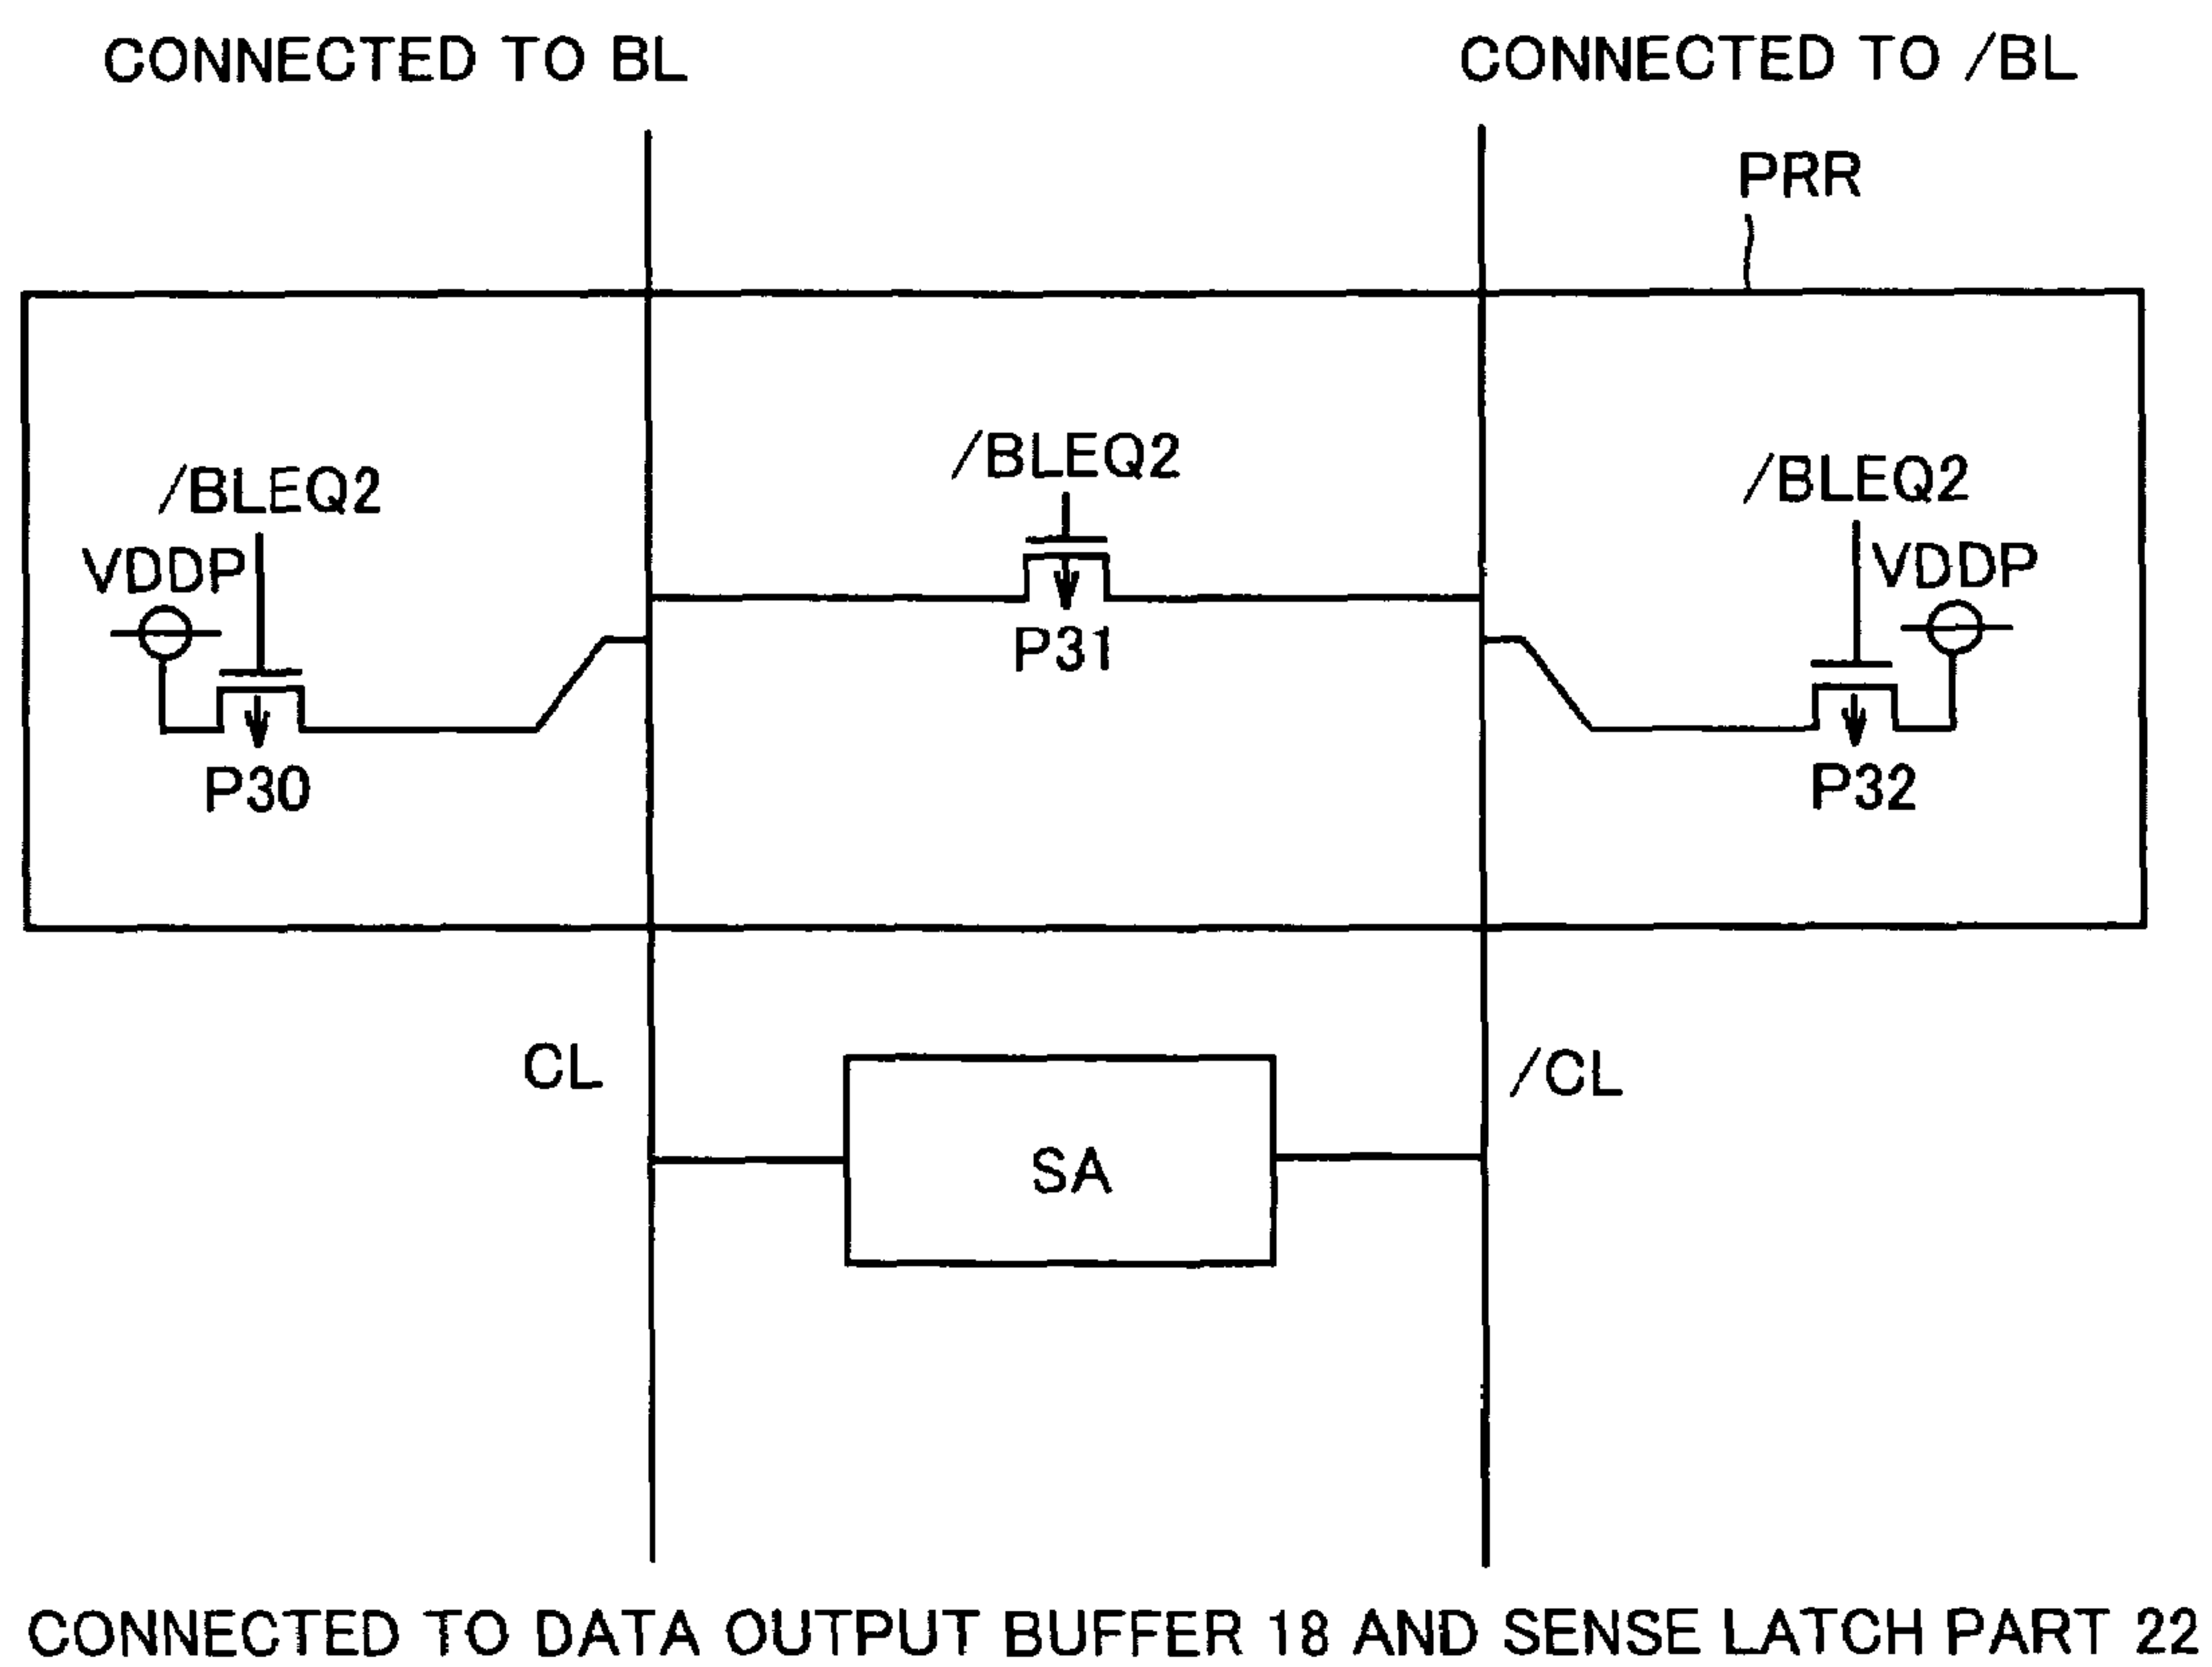 CONNECTED TO BL
CONNECTED TO /BL
PRR
/BLEQ2
/BLEQ2
/BLEQ2
VDDP
VDDP
P31
P30
P32
CL
/CL
SA
CONNECTED TO DATA OUTPUT BUFFER 18 AND SENSE LATCH PART 22